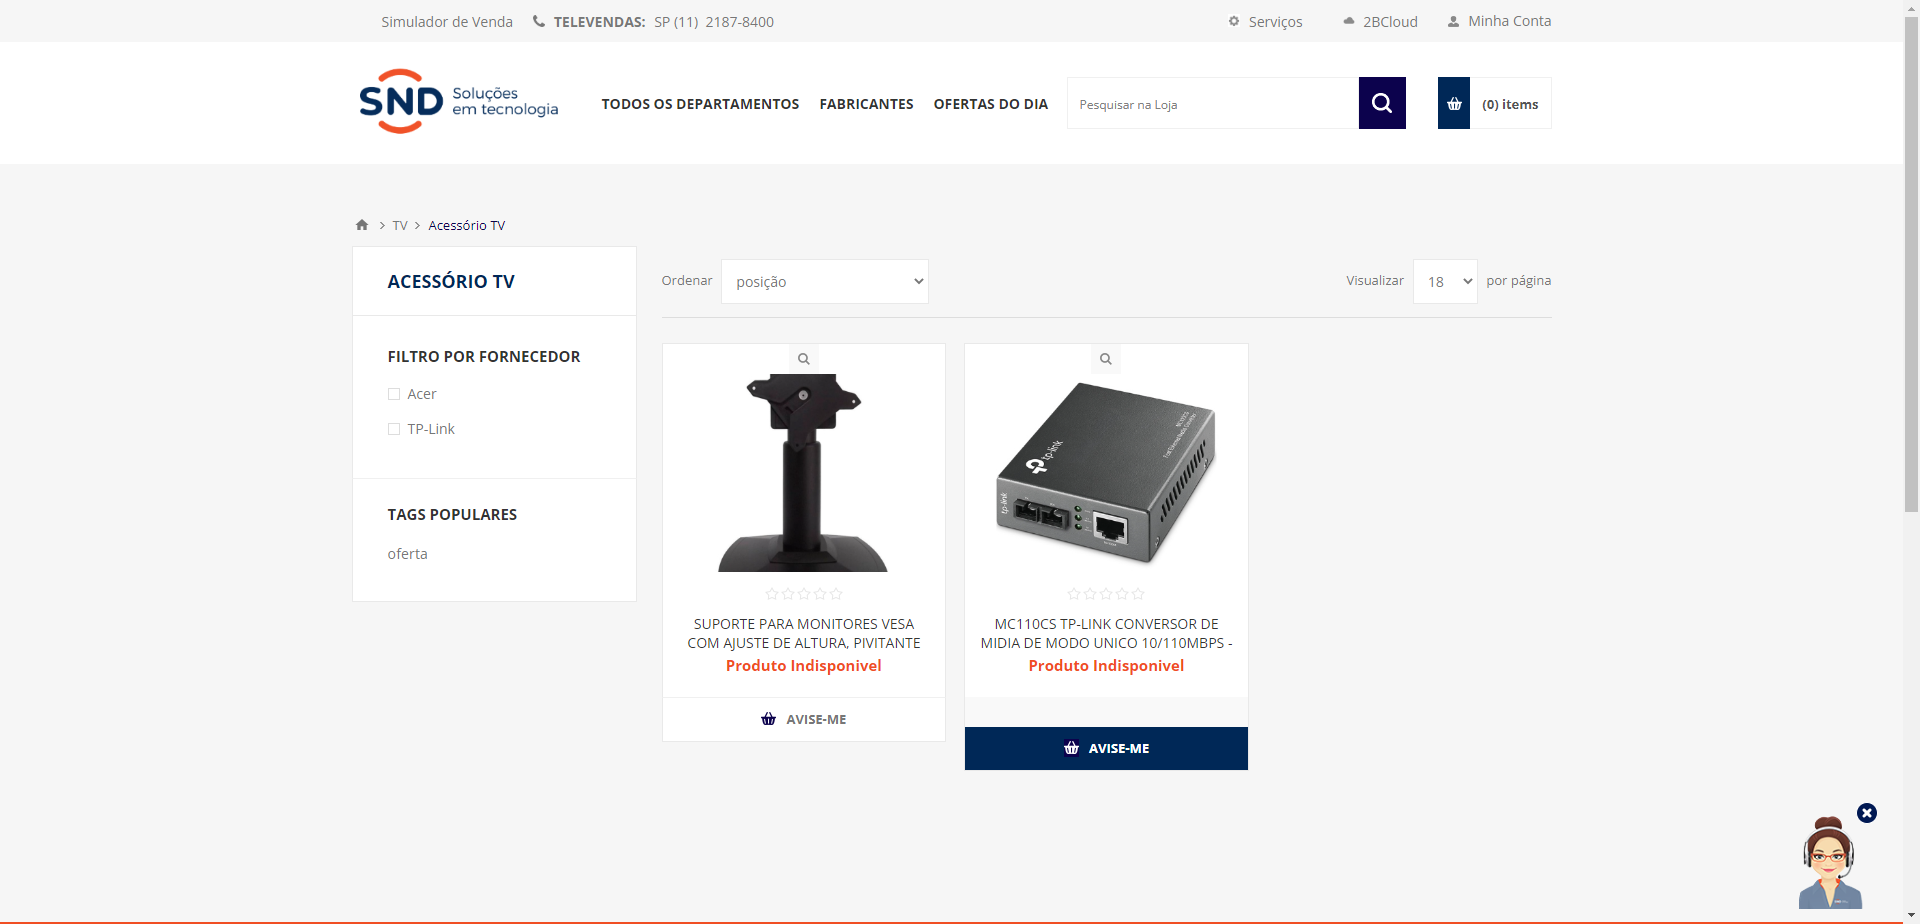 Simulador de Venda TELEVENDAS: SP (11) 2187-8400 Serviços 2BCloud Minha Conta
SND Soluções em tecnologia
TODOS OS DEPARTAMENTOS FABRICANTES OFERTAS DO DIA Pesquisar na Loja (0) items
TV Acessório TV
ACESSÓRIO TV
FILTRO POR FORNECEDOR
Acer
TP-Link
TAGS POPULARES
oferta
Ordenar posição Visualizar 18 por página
tp-link
tp-link
SUPORTE PARA MONITORES VESA
COM AJUSTE DE ALTURA, PIVITANTE
Produto Indisponivel
AVISE-ME
MC110CS TP-LINK CONVERSOR DE
MIDIA DE MODO UNICO 10/110MBPS -
Produto Indisponivel
AVISE-ME